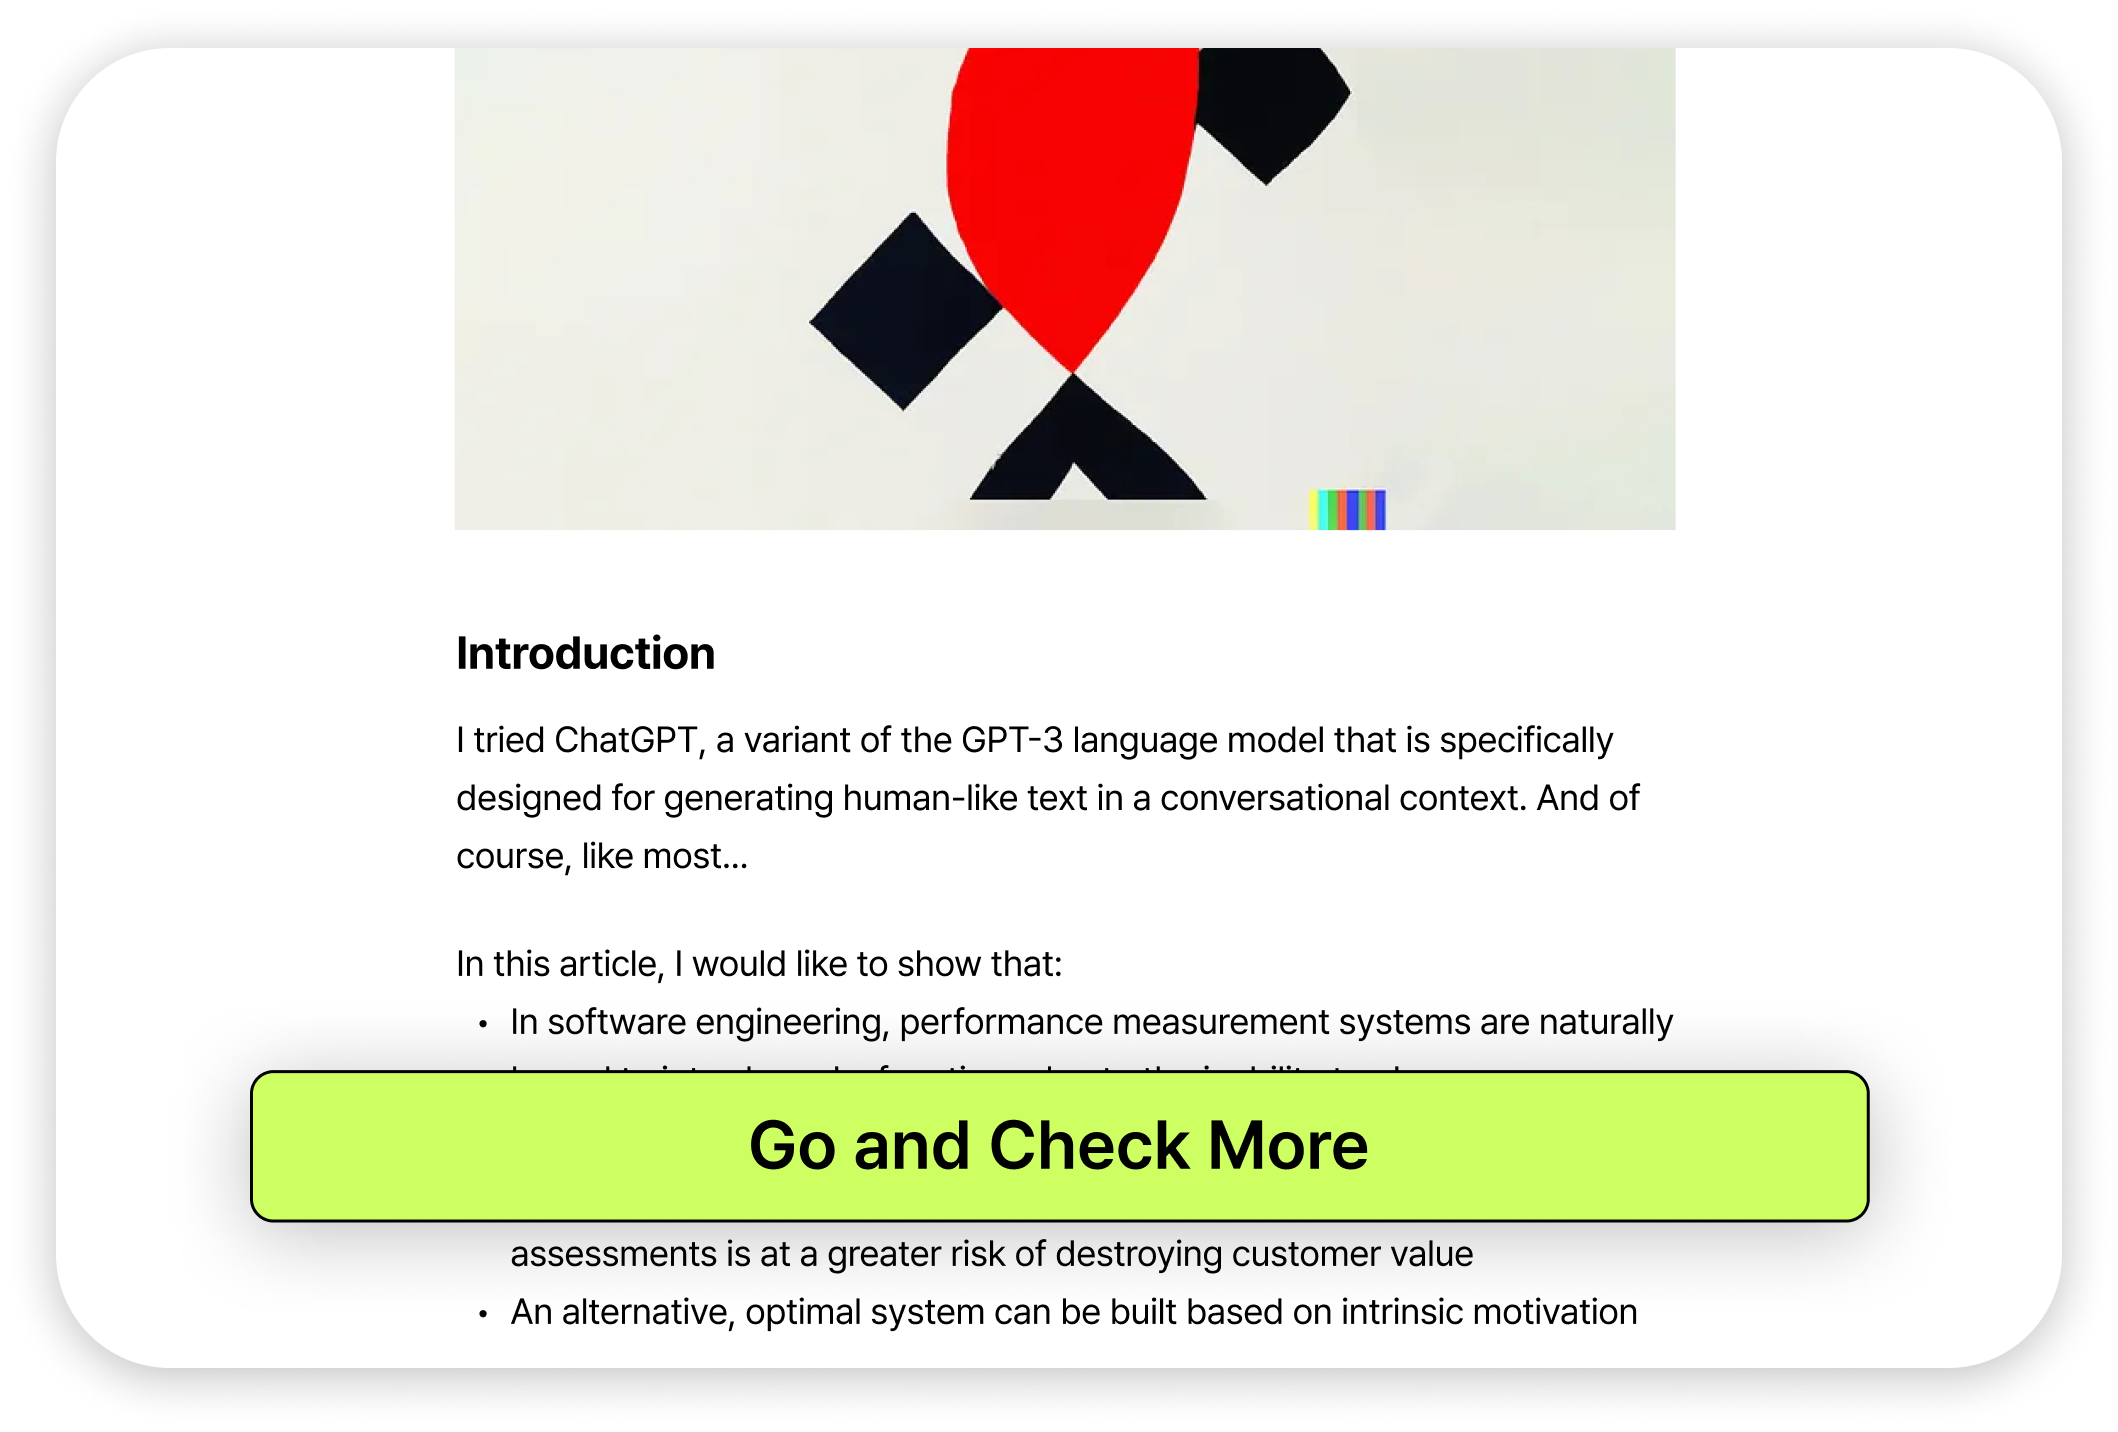 Introduction
I tried ChatGPT, a variant of the GPT-3 language model that is specifically
designed for generating human-like text in a conversational context. And of
course, like most...
In this article, I would like to show that:
• In software engineering, performance measurement systems are naturally
Go and Check More
assessments is at a greater risk of destroying customer value
• An alternative, optimal system can be built based on intrinsic motivation